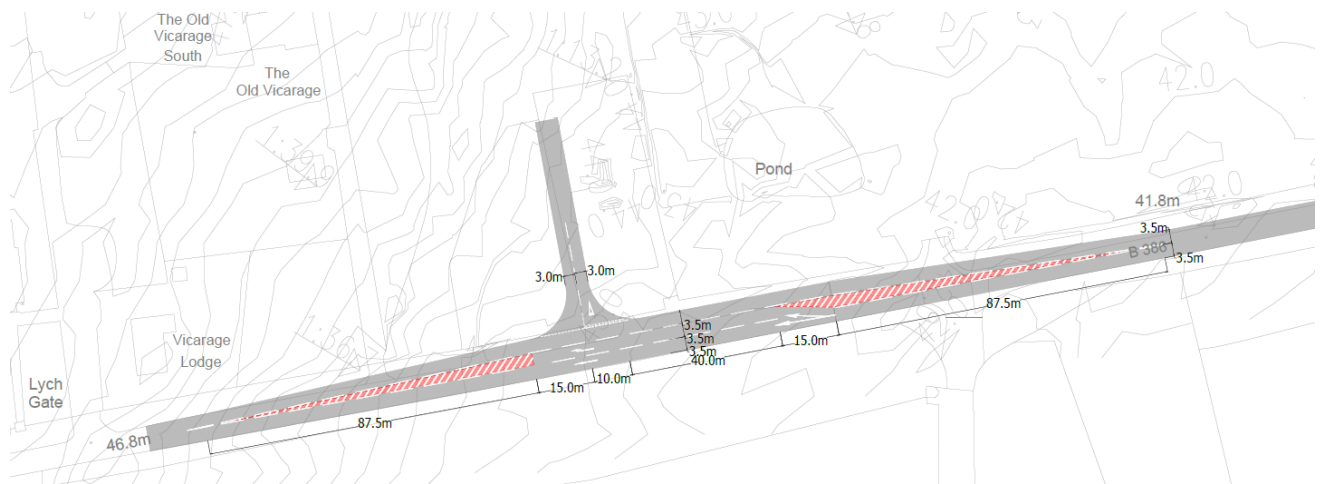 The Old
Vicarage
South
The
Old Vicarage
Pond
42.0
41.8m
3.5m
B 386
3.5m
3.0m
3.0m
87.5m
3.5m
3.5m
3.5m
15.0m
40.0m
10.0m
15.0m
87.5m
Vicarage
Lodge
Lych
Gate
46.8m